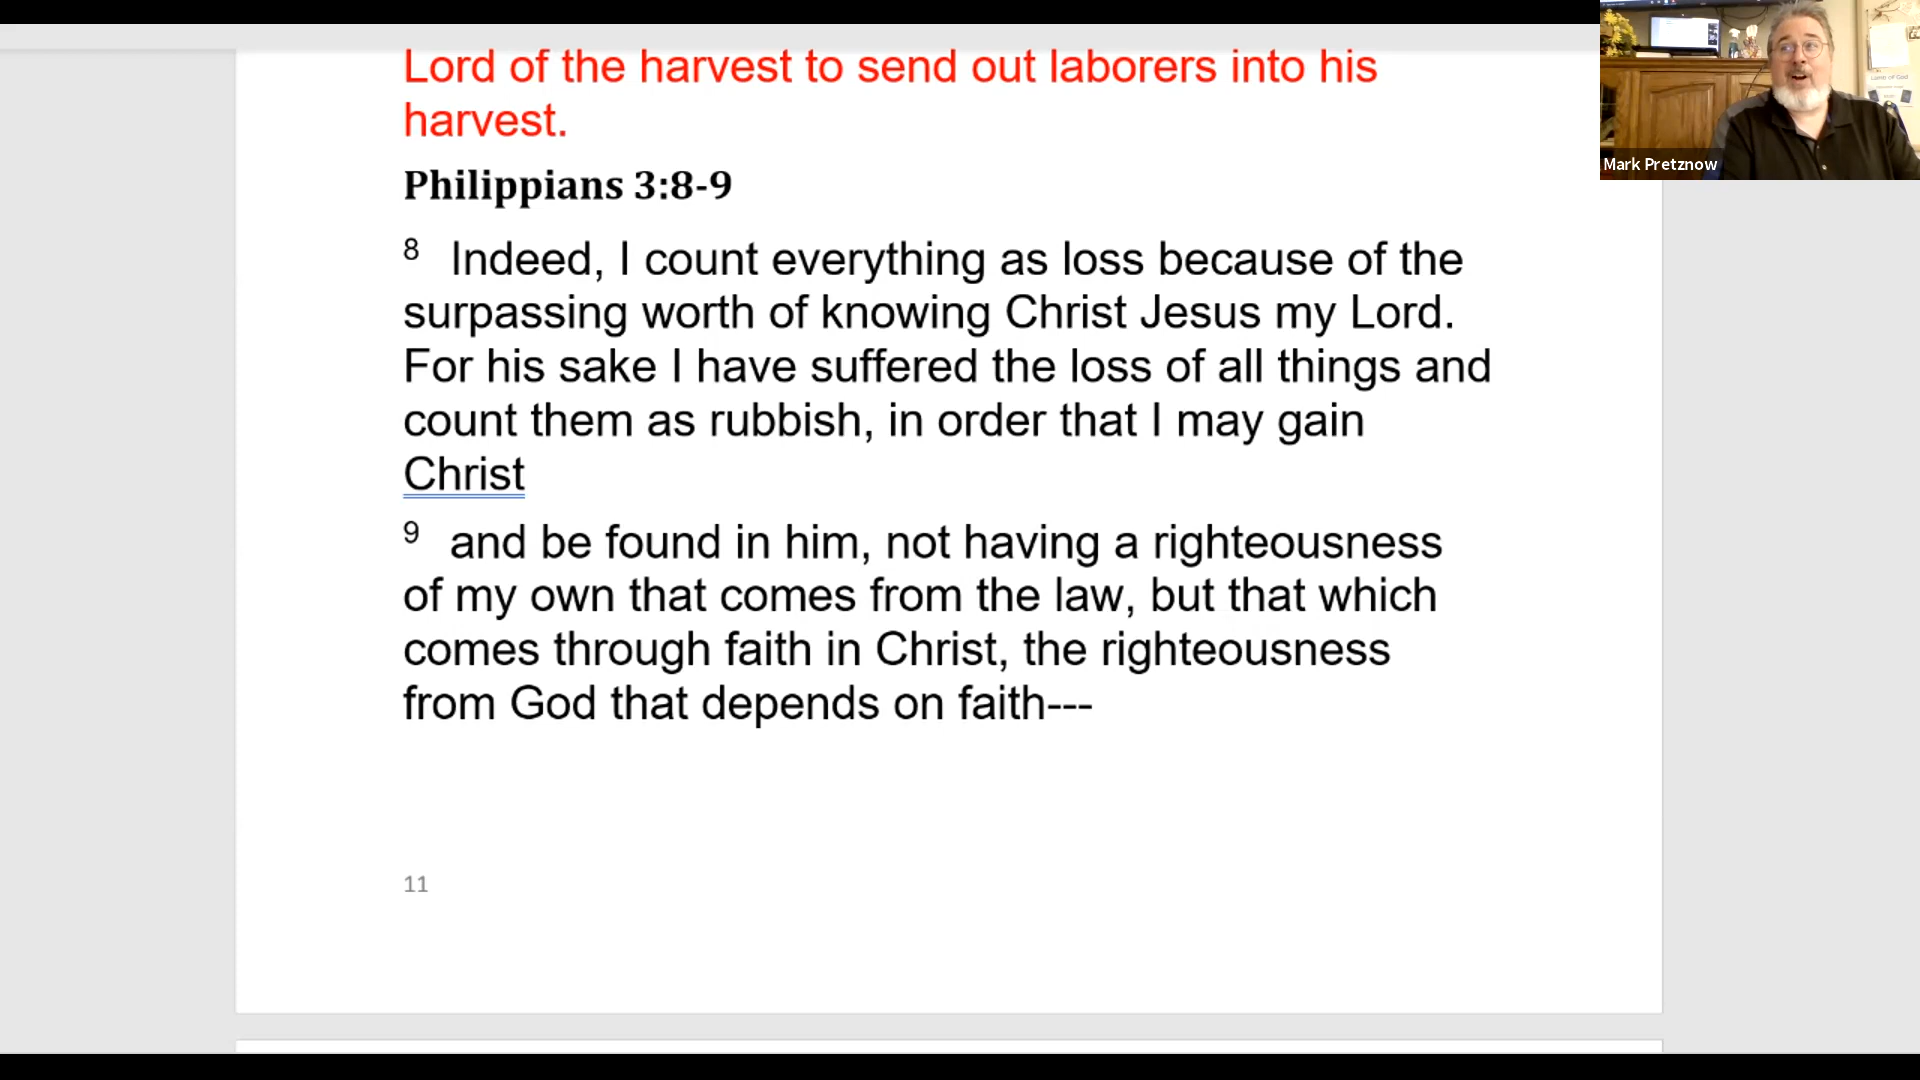 Lord of the harvest to send out laborers into his
harvest.
Philippians 3:8-9
8 Indeed, I count everything as loss because of the
surpassing worth of knowing Christ Jesus my Lord.
For his sake I have suffered the loss of all things and
count them as rubbish, in order that I may gain
Christ
9 and be found in him, not having a righteousness
of my own that comes from the law, but that which
comes through faith in Christ, the righteousness
from God that depends on faith---
11
Mark Pretznow
Lamb of God